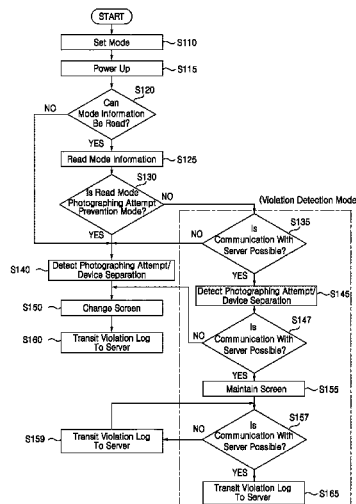 START
Set Mode
S110
Power Up
S115
S120
Can
Mode Information
Be Read?
NO
YES
Read Mode Information
S125
S130
Is Read Mode
Photographing Attempt
Prevention Mode?
NO
YES
(Violation Detection Mode
S135
Is
Communication With
Server Possible?
NO
YES
S140
Detect Photographing Attempt/
Device Separation
Detect Photographing Attempt/
Device Separation
S145
S150
Change Screen
S147
Is
Communication With
Server Possible?
NO
YES
S160
Transit Violation Log
To Server
Maintain Screen
S155
S157
Is
Communication With
Server Possible?
NO
YES
S159
Transit Violation Log
To Server
Transit Violation Log
To Server
S165